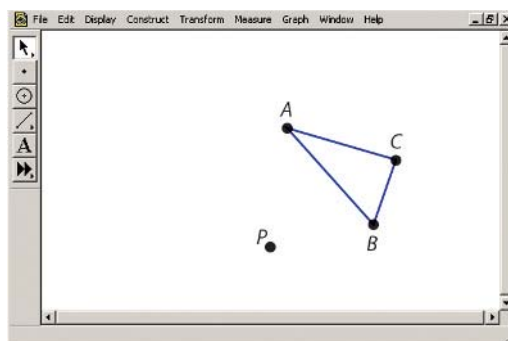 File Edit Display Construct Transform Measure Graph Window Help
A
A
C
B
P